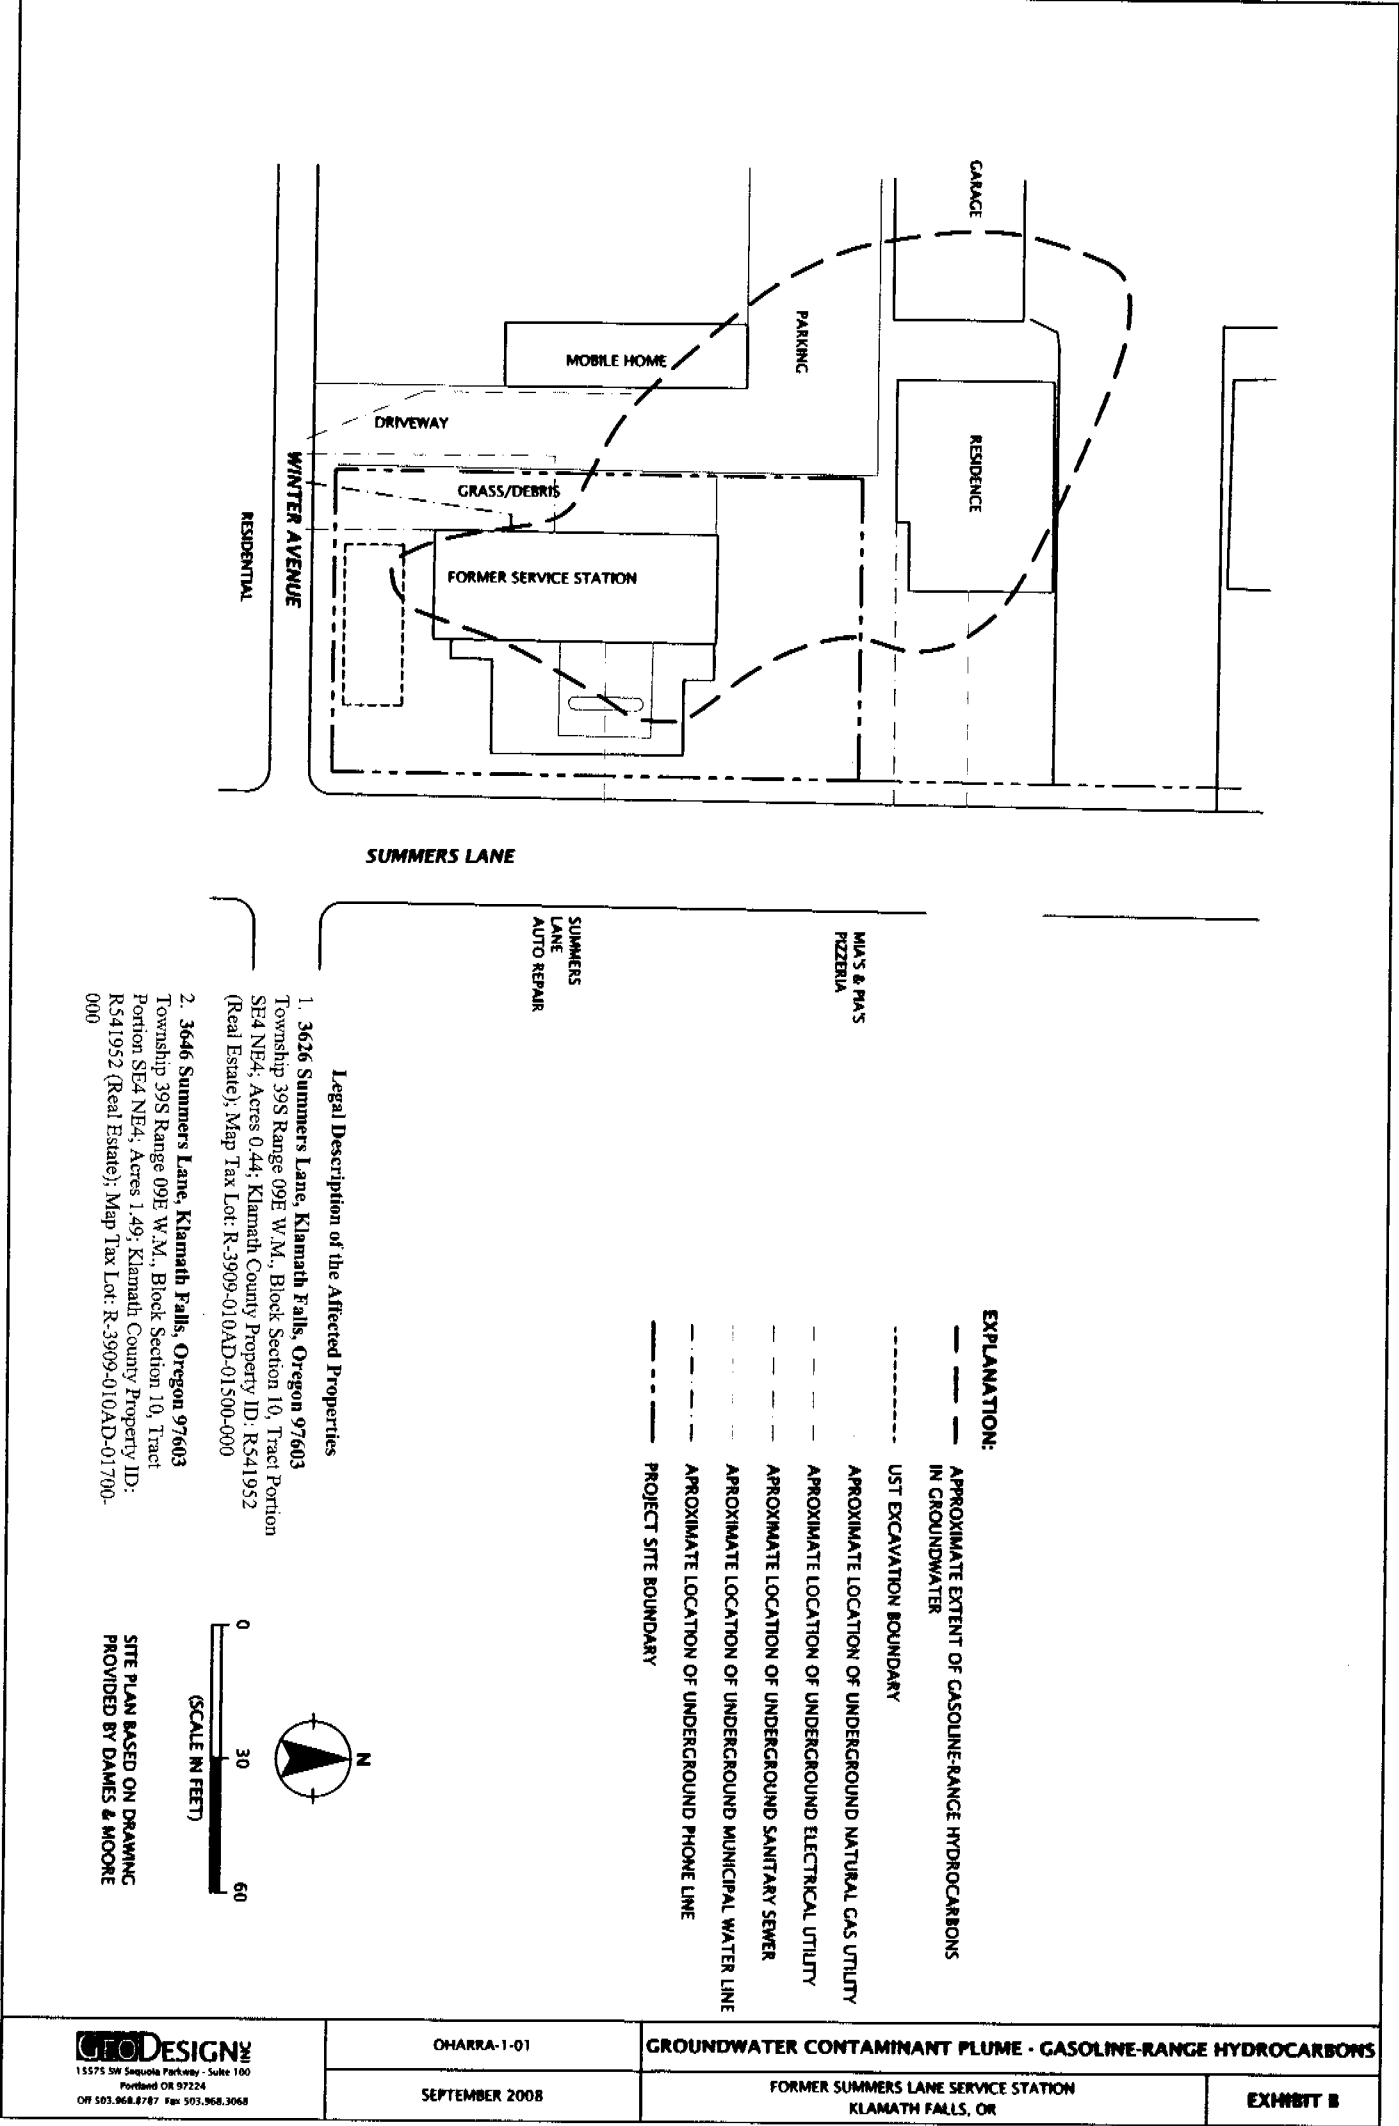 GARAGE
PARKING
MOBILE HOME
RESIDENCE
DRIVEWAY
GRASS/DEBRIS
FORMER SERVICE STATION
WINTER AVENUE
RESIDENTIAL
SUMMERS LANE
SUMMERS
LANE
AUTO REPAIR
MIA'S & PIA'S
PIZZERIA
Legal Description of the Affected Properties
1. 3626 Summers Lane, Klamath Falls, Oregon 97603
Township 39S Range 09E W.M., Block Section 10, Tract Portion
SE4 NE4; Acres 0.44; Klamath County Property ID: R541952
(Real Estate); Map Tax Lot: R-3909-010AD-01500-000
2. 3646 Summers Lane, Klamath Falls, Oregon 97603
Township 39S Range 09E W.M., Block Section 10, Tract
Portion SE4 NE4; Acres 1.49; Klamath County Property ID:
R541952 (Real Estate); Map Tax Lot: R-3909-010AD-01700-
000
EXPLANATION:
APPROXIMATE EXTENT OF GASOLINE-RANGE HYDROCARBONS
IN GROUNDWATER
UST EXCAVATION BOUNDARY
APROXIMATE LOCATION OF UNDERGROUND NATURAL GAS UTILITY
APROXIMATE LOCATION OF UNDERGROUND ELECTRICAL UTILITY
APROXIMATE LOCATION OF UNDERGROUND SANITARY SEWER
APROXIMATE LOCATION OF UNDERGROUND MUNICIPAL WATER LINE
APROXIMATE LOCATION OF UNDERGROUND PHONE LINE
PROJECT SITE BOUNDARY
N
0 30 60
(SCALE IN FEET)
SITE PLAN BASED ON DRAWING
PROVIDED BY DAMES & MOORE
GEODESIGN INC
15575 SW Sequoia Parkway - Suite 100
Portland OR 97224
Off 503.968.8787 Fax 503.968.3068
OHARRA-1-01
SEPTEMBER 2008
GROUNDWATER CONTAMINANT PLUME - GASOLINE-RANGE HYDROCARBONS
FORMER SUMMERS LANE SERVICE STATION
KLAMATH FALLS, OR
EXHIBIT B